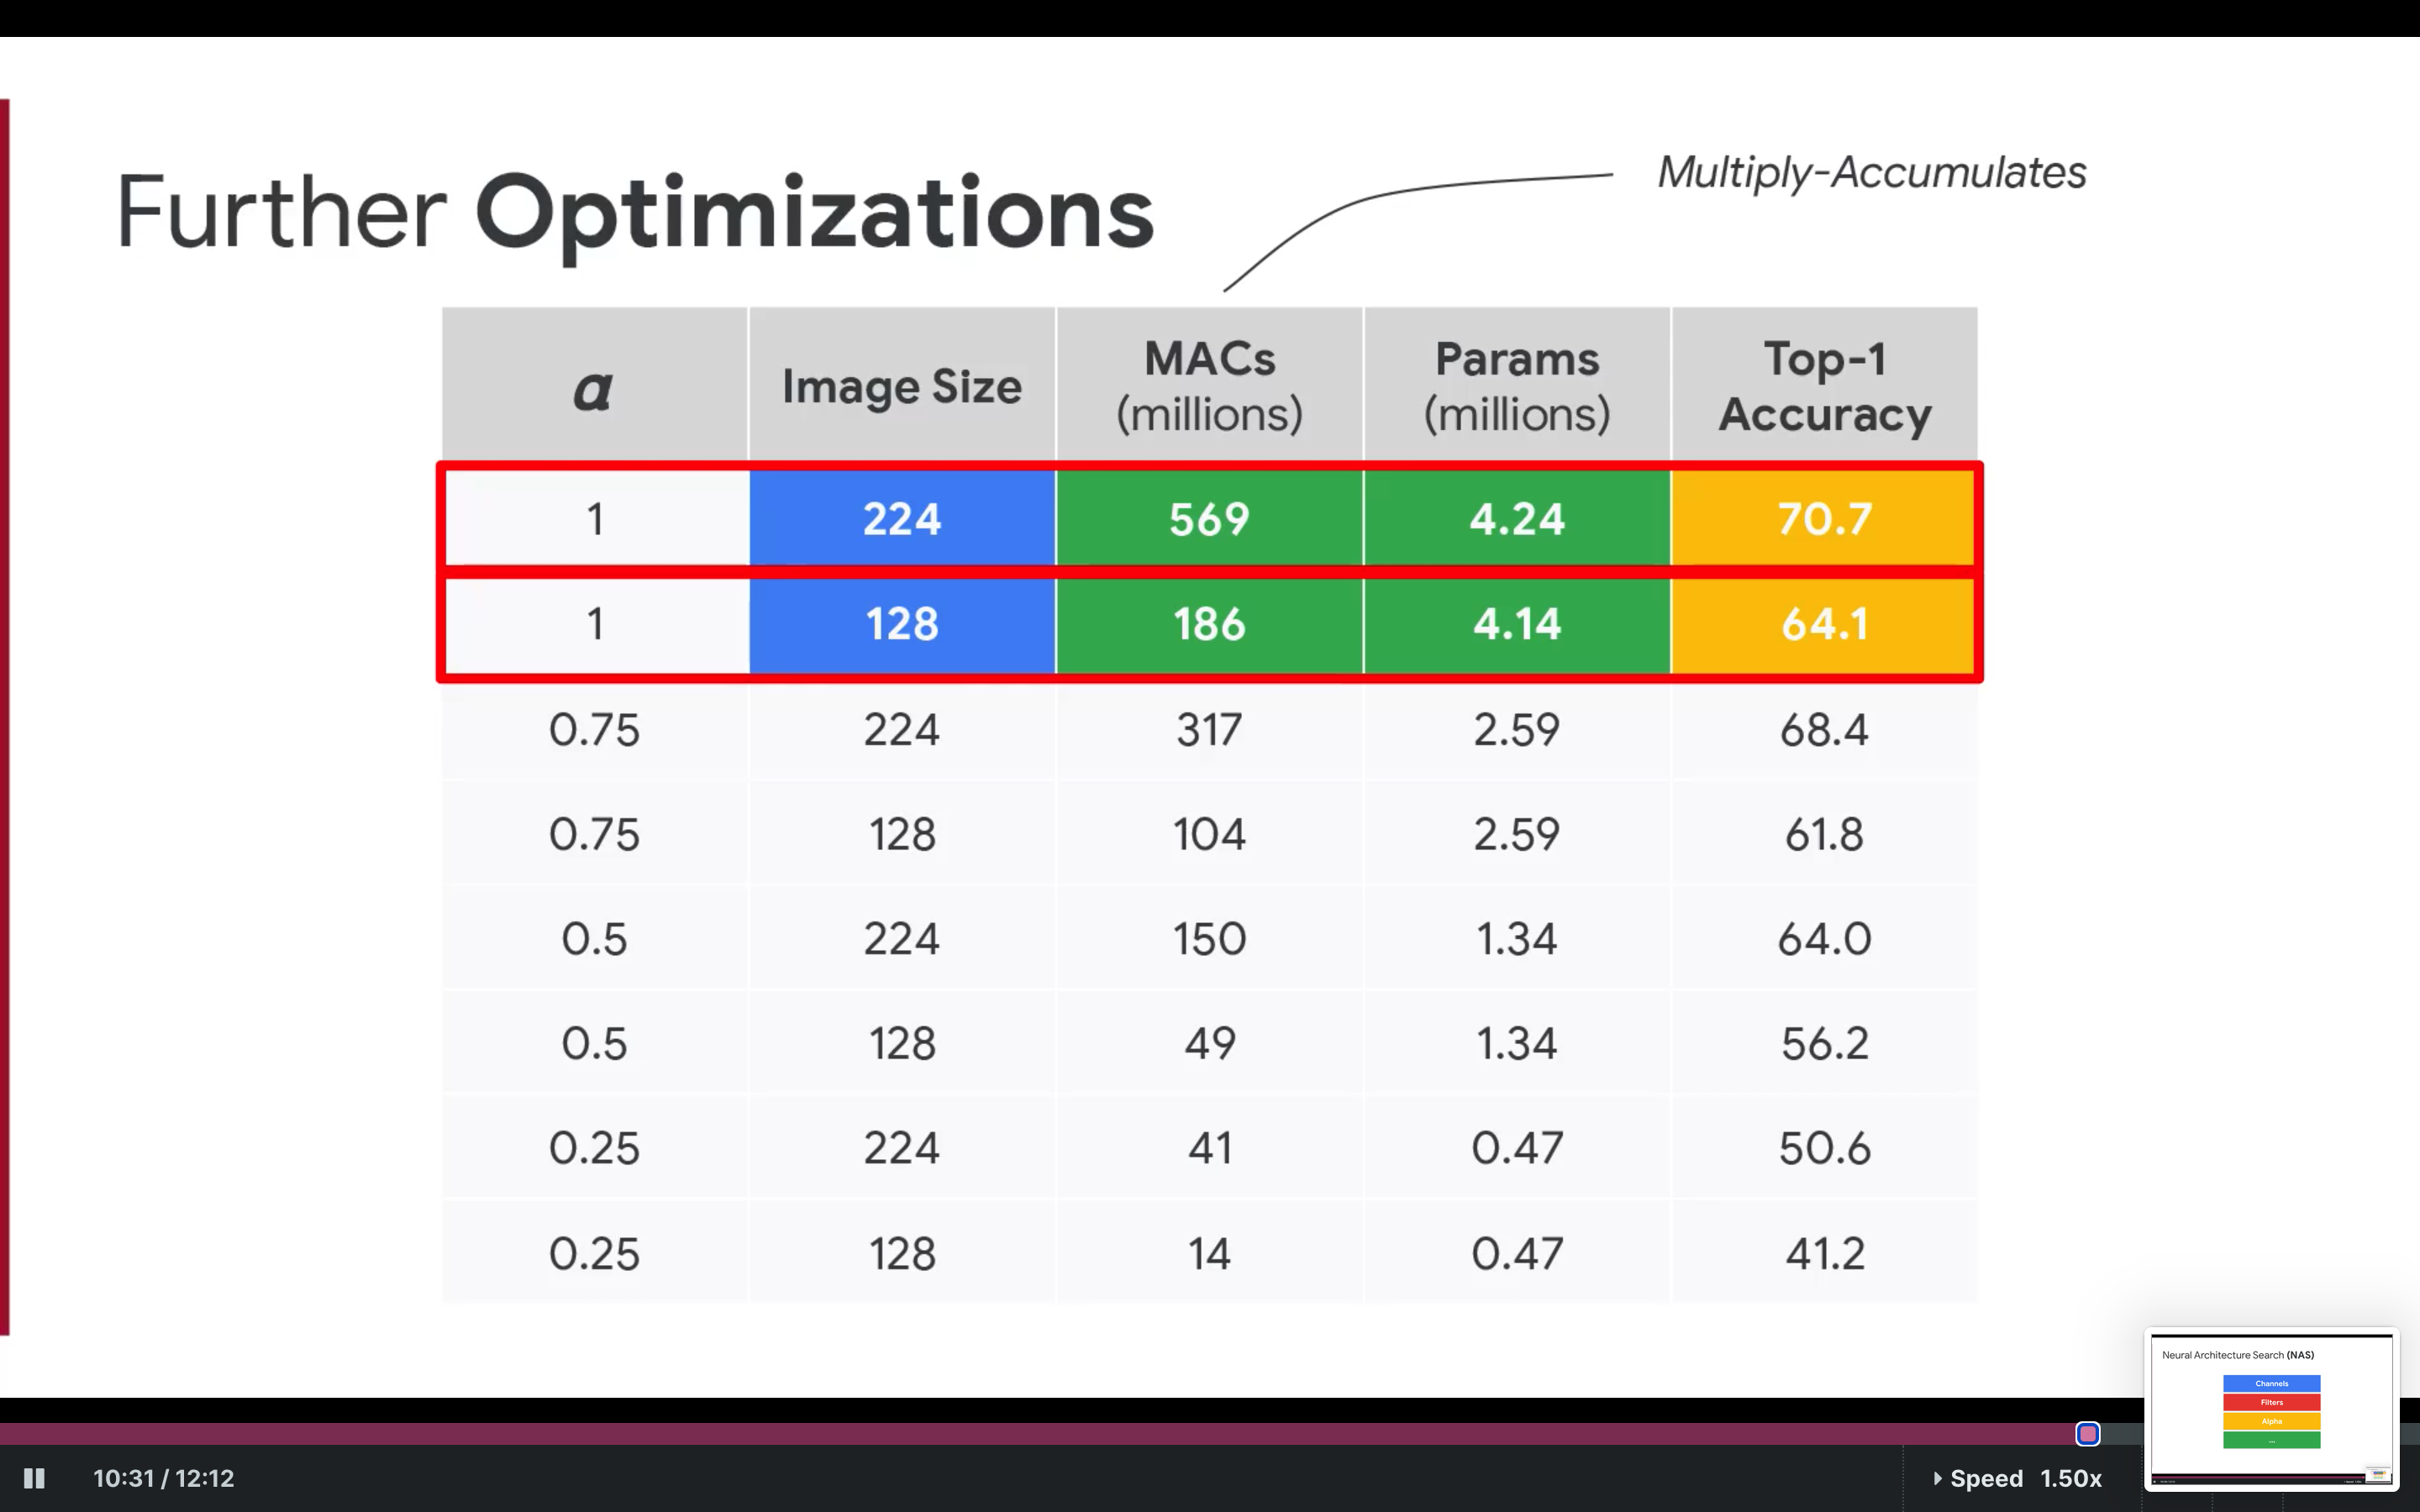 Multiply-Accumulates
Further Optimizations
α Image Size MACs (millions) Params (millions) Top-1 Accuracy
1 224 569 4.24 70.7
1 128 186 4.14 64.1
0.75 224 317 2.59 68.4
0.75 128 104 2.59 61.8
0.5 224 150 1.34 64.0
0.5 128 49 1.34 56.2
0.25 224 41 0.47 50.6
0.25 128 14 0.47 41.2
Neural Architecture Search (NAS)
Channels
Filters
Alpha
...
10:31 / 12:12
Speed 1.50x